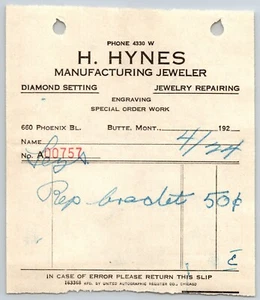 PHONE 4330 W
H. HYNES
MANUFACTURING JEWELER
DIAMOND SETTING JEWELRY REPAIRING
ENGRAVING
SPECIAL ORDER WORK
660 PHOENIX BL. BUTTE, MONT. 4/24 192
NAME
No. A00757
Rep bracelet 50¢
IN CASE OF ERROR PLEASE RETURN THIS SLIP
MFG. BY UNITED AUTOGRAPHIC REGISTER CO., CHICAGO